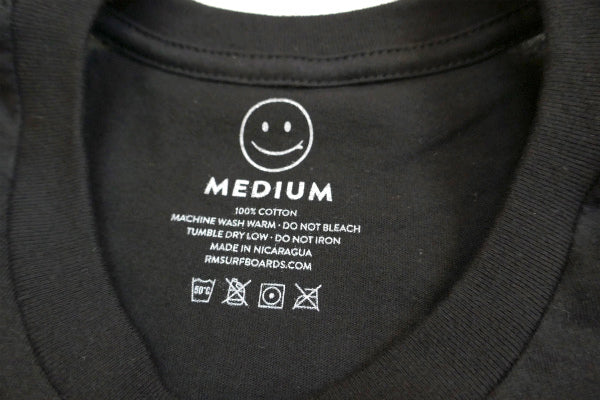 MEDIUM
100% COTTON
MACHINE WASH WARM · DO NOT BLEACH
TUMBLE DRY LOW · DO NOT IRON
MADE IN NICARAGUA
RMSURFBOARDS.COM
50°C